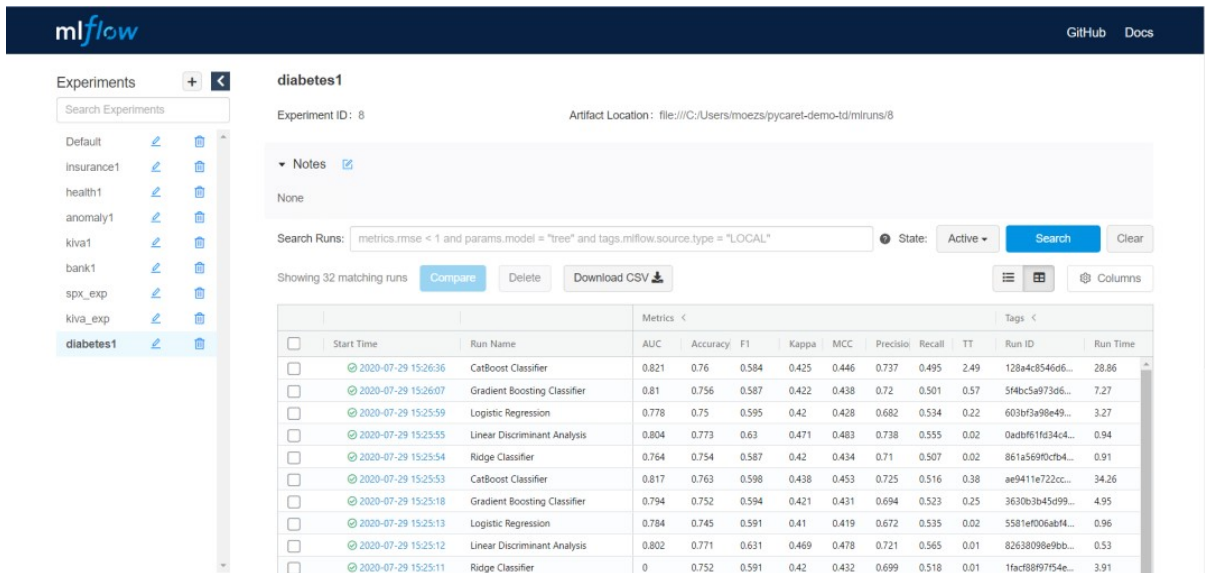 mlflow
GitHub Docs
Experiments
Search Experiments
Default
insurance1
health1
anomaly1
kiva1
bank1
spx_exp
kiva_exp
diabetes1
diabetes1
Experiment ID: 8 Artifact Location: file:///C:/Users/moezs/pycaret-demo-td/mlruns/8
Notes
None
Search Runs: metrics.rmse < 1 and params.model = "tree" and tags.mlflow.source.type = "LOCAL" State: Active Search Clear
Showing 32 matching runs Compare Delete Download CSV Columns
Metrics < Tags <
Start Time Run Name AUC Accuracy F1 Kappa MCC Precisio Recall TT Run ID Run Time
2020-07-29 15:26:36 CatBoost Classifier 0.821 0.76 0.584 0.425 0.446 0.737 0.495 2.49 128a4c8546d6... 28.86
2020-07-29 15:26:07 Gradient Boosting Classifier 0.81 0.756 0.587 0.422 0.438 0.72 0.501 0.57 5f4bc5a973d6... 7.27
2020-07-29 15:25:59 Logistic Regression 0.778 0.75 0.595 0.42 0.428 0.682 0.534 0.22 603bf3a98e49... 3.27
2020-07-29 15:25:55 Linear Discriminant Analysis 0.804 0.773 0.63 0.471 0.483 0.738 0.555 0.02 0adbf61fd34c4... 0.94
2020-07-29 15:25:54 Ridge Classifier 0.764 0.754 0.587 0.42 0.434 0.71 0.507 0.02 861a569f0cfb4... 0.91
2020-07-29 15:25:53 CatBoost Classifier 0.817 0.763 0.598 0.438 0.453 0.725 0.516 0.38 ae9411e722cc... 34.26
2020-07-29 15:25:18 Gradient Boosting Classifier 0.794 0.752 0.594 0.421 0.431 0.694 0.523 0.25 3630b3b45d99... 4.95
2020-07-29 15:25:13 Logistic Regression 0.784 0.745 0.591 0.41 0.419 0.672 0.535 0.02 5581ef006abf4... 0.96
2020-07-29 15:25:12 Linear Discriminant Analysis 0.802 0.771 0.631 0.469 0.478 0.721 0.565 0.01 82638098e9bb... 0.53
2020-07-29 15:25:11 Ridge Classifier 0 0.752 0.591 0.42 0.432 0.699 0.518 0.01 1facf88f97f54e... 3.91